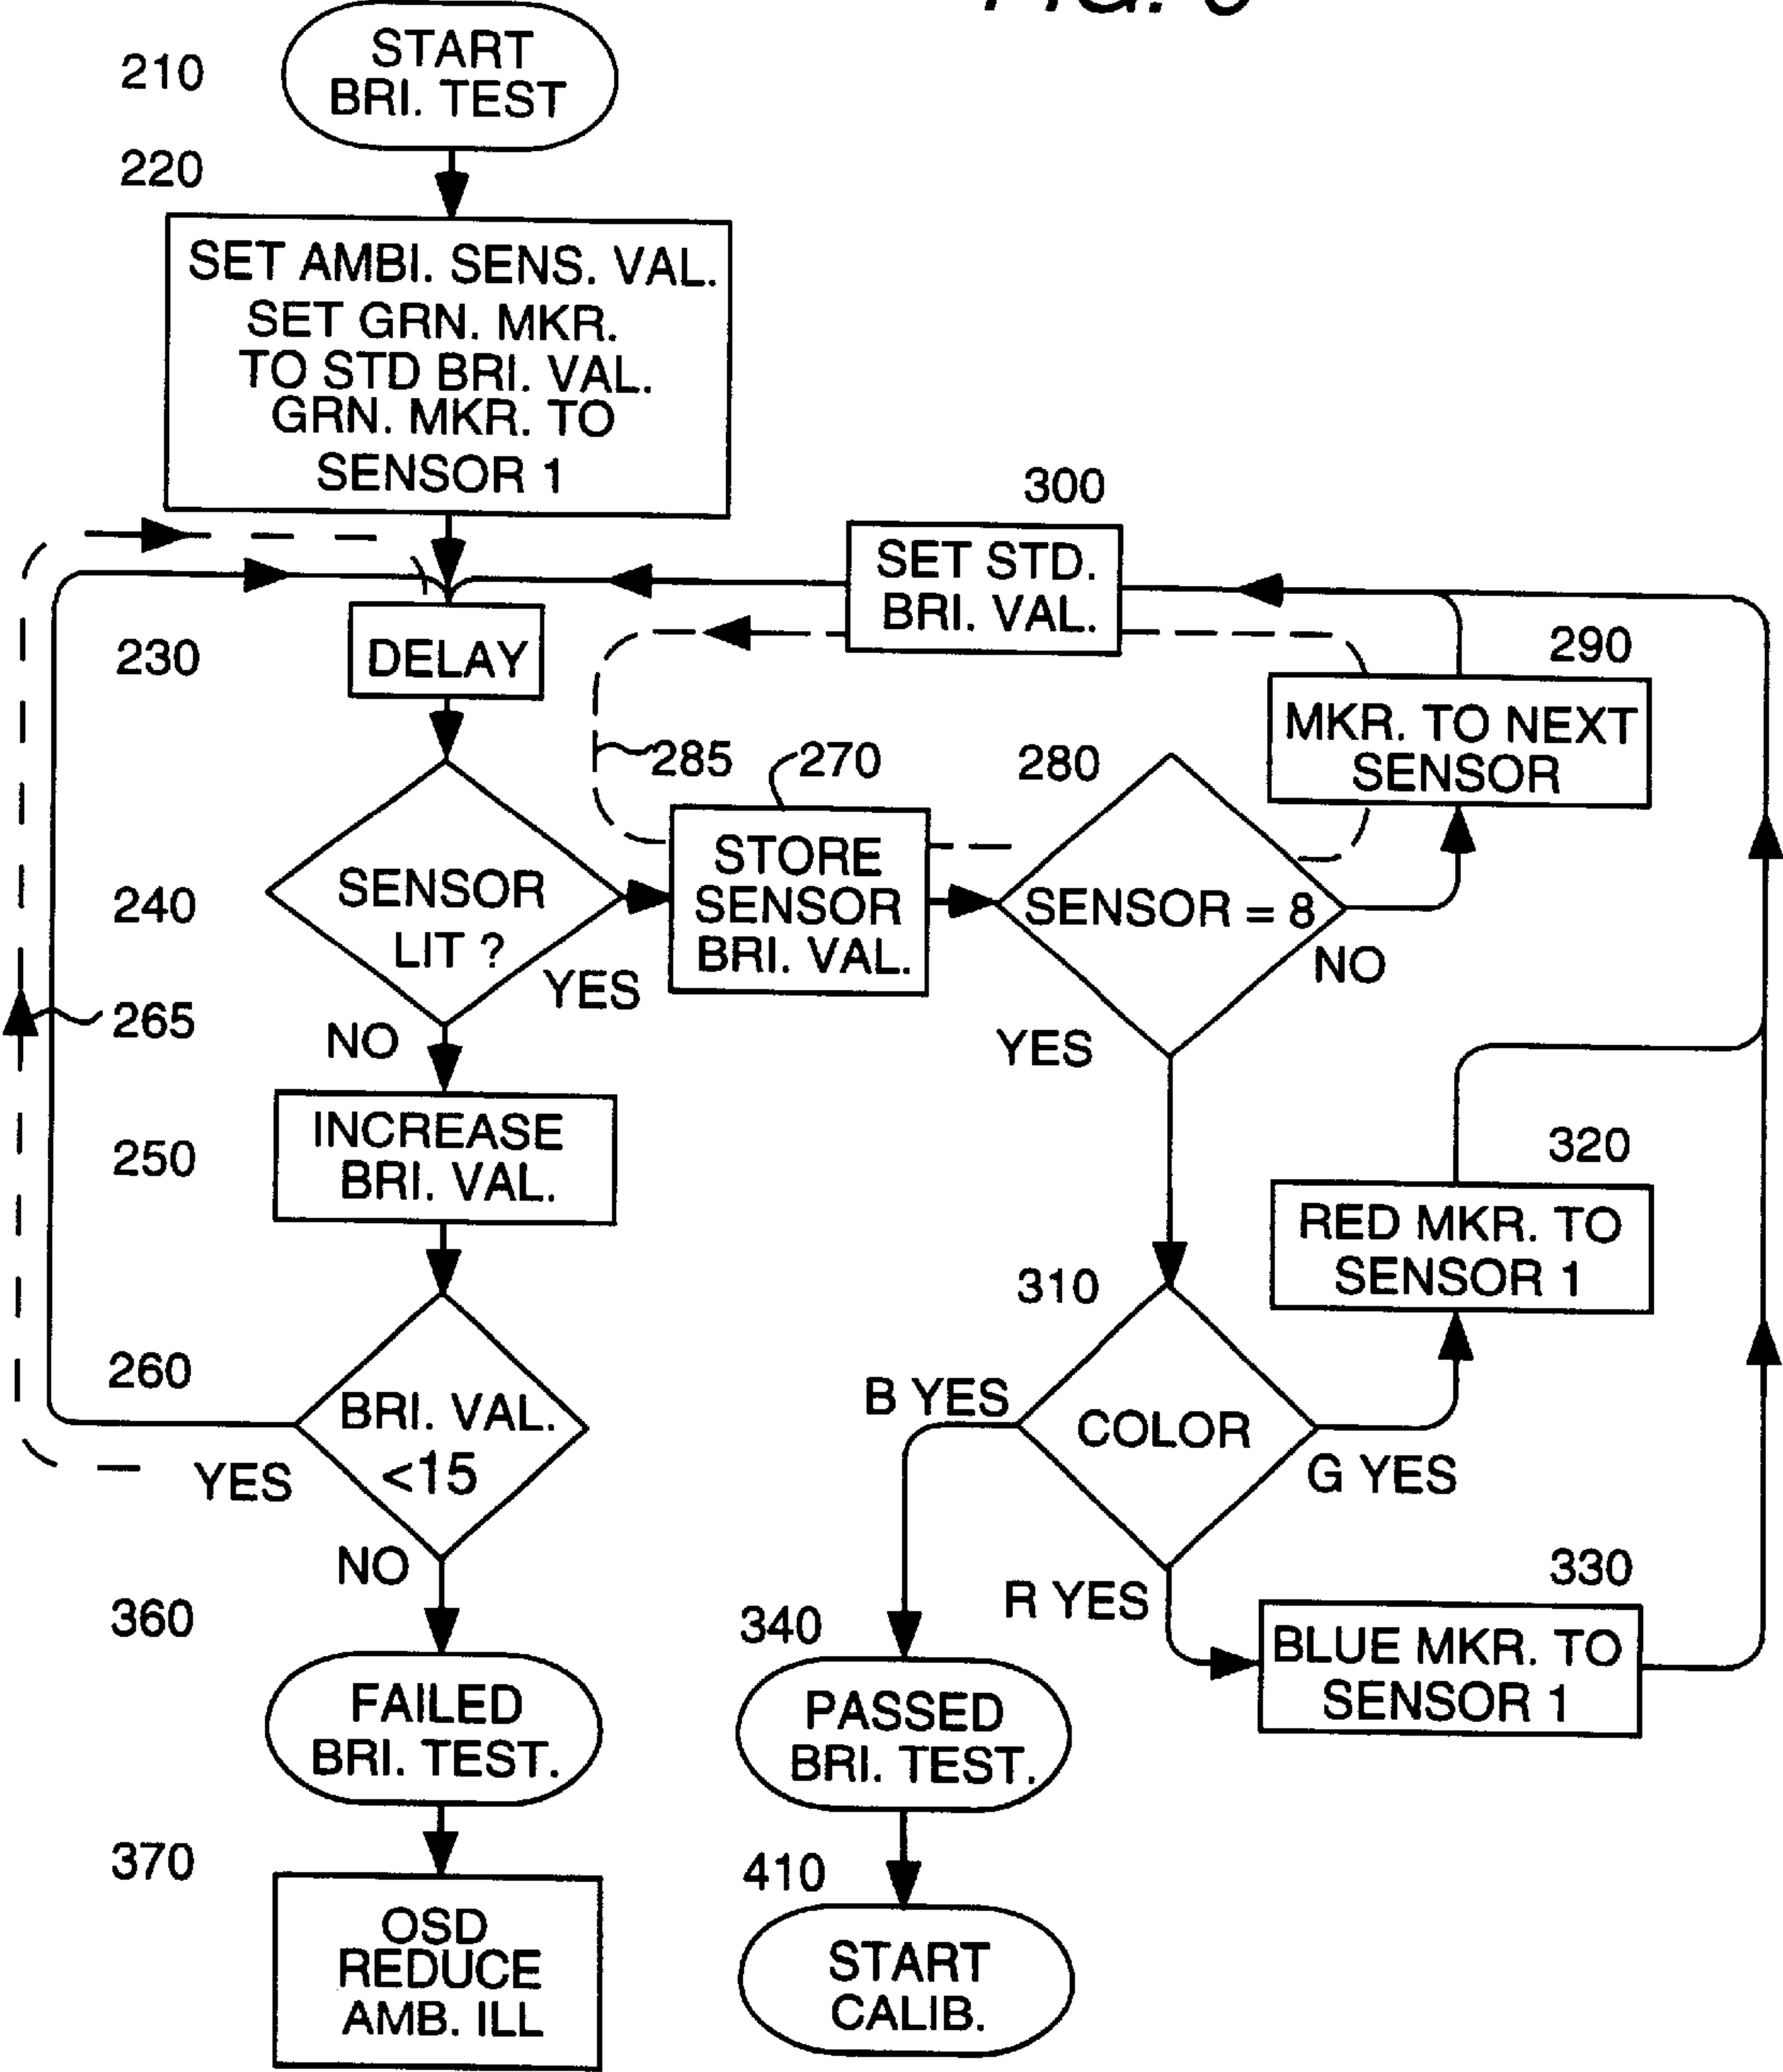 210
START
BRI. TEST
220
SET AMBI. SENS. VAL.
SET GRN. MKR.
TO STD BRI. VAL.
GRN. MKR. TO
SENSOR 1
300
SET STD.
BRI. VAL.
230
DELAY
290
MKR. TO NEXT
SENSOR
285
270
280
240
SENSOR
LIT ?
YES
NO
STORE
SENSOR
BRI. VAL.
SENSOR = 8
NO
YES
265
250
INCREASE
BRI. VAL.
320
RED MKR. TO
SENSOR 1
310
260
BRI. VAL.
<15
YES
NO
B YES
COLOR
G YES
R YES
330
BLUE MKR. TO
SENSOR 1
360
FAILED
BRI. TEST.
340
PASSED
BRI. TEST.
370
OSD
REDUCE
AMB. ILL
410
START
CALIB.